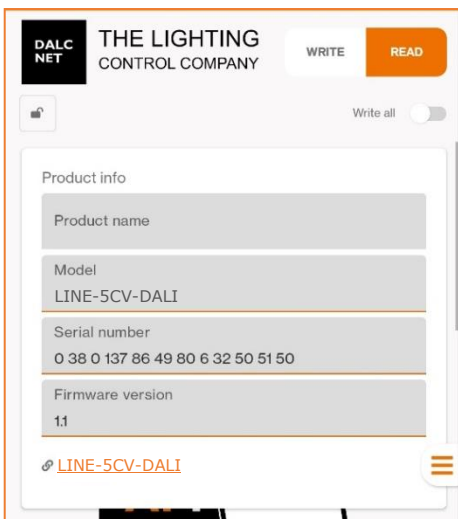 DALC
NET
THE LIGHTING
CONTROL COMPANY
WRITE
READ
Write all
Product info
Product name
Model
LINE-5CV-DALI
Serial number
0 38 0 137 86 49 80 6 32 50 51 50
Firmware version
1.1
LINE-5CV-DALI